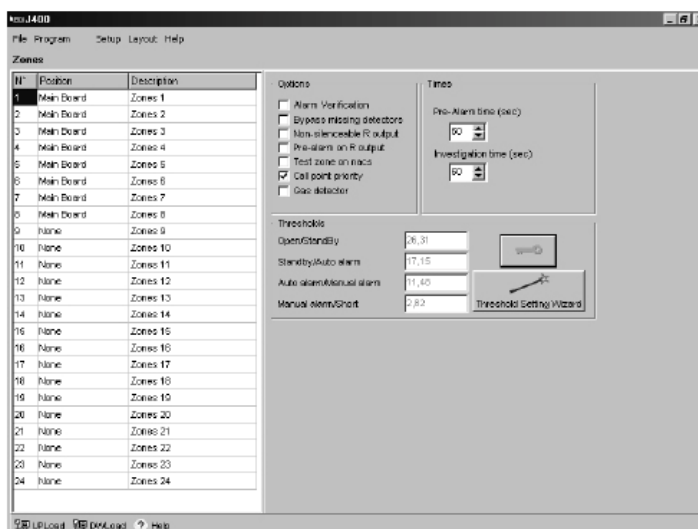 J400
File Program Setup Layout Help
Zones
N° Position Description
1 Main Board Zones 1
2 Main Board Zones 2
3 Main Board Zones 3
4 Main Board Zones 4
5 Main Board Zones 5
6 Main Board Zones 6
7 Main Board Zones 7
8 Main Board Zones 8
9 None Zones 9
10 None Zones 10
11 None Zones 11
12 None Zones 12
13 None Zones 13
14 None Zones 14
15 None Zones 15
16 None Zones 16
17 None Zones 17
18 None Zones 18
19 None Zones 19
20 None Zones 20
21 None Zones 21
22 None Zones 22
23 None Zones 23
24 None Zones 24
Options
Alarm Verification
Bypass missing detectors
Non-silenceable R output
Pre-alarm on R output
Test zone on nacs
Call point priority
Gas detector
Times
Pre-Alarm time (sec)
60
Investigation time (sec)
60
Thresholds
Open/StandBy 26,31
Standby/Auto alarm 17,15
Auto alarm/Manual alarm 11,48
Manual alarm/Short 2,82
Threshold Setting Wizard
UPLoad DWLoad ? Help